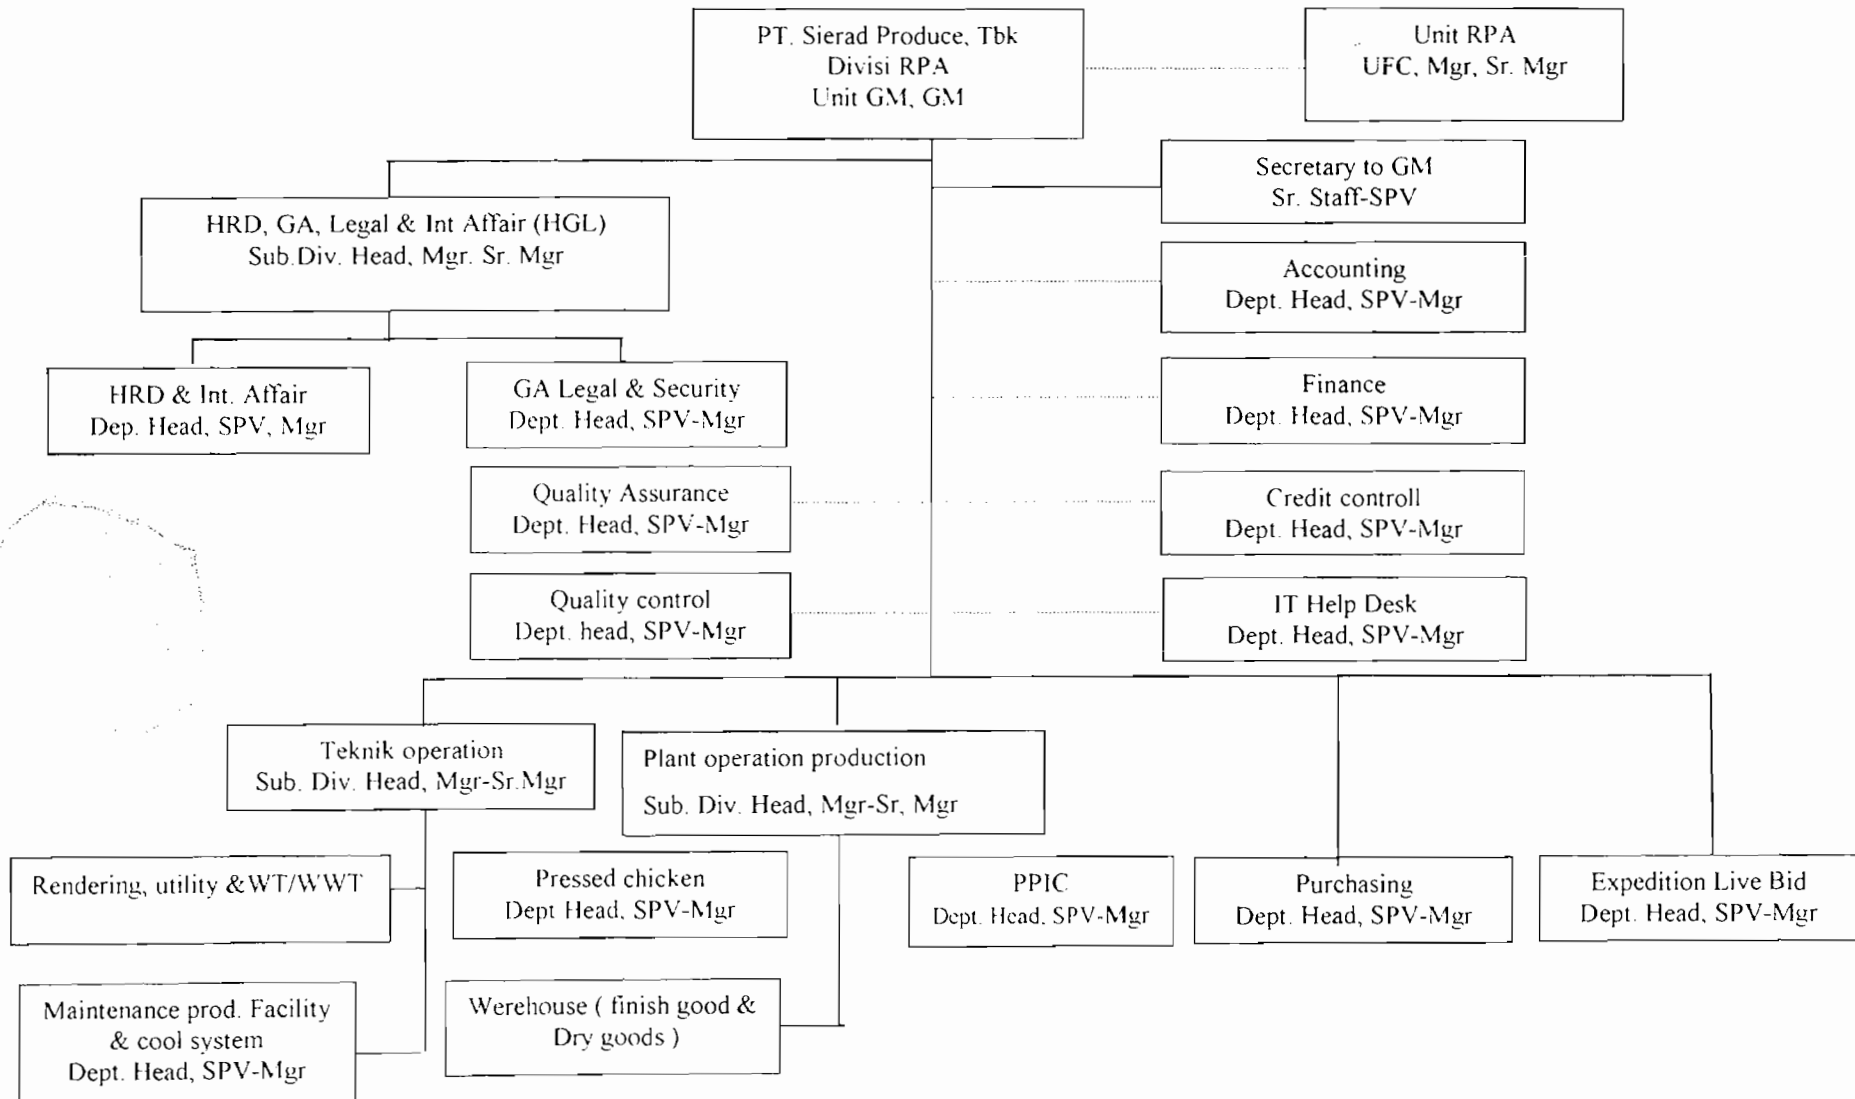 PT. Sierad Produce, Tbk
Divisi RPA
Unit GM, GM
Unit RPA
UFC, Mgr, Sr. Mgr
Secretary to GM
Sr. Staff-SPV
HRD, GA, Legal & Int Affair (HGL)
Sub.Div. Head, Mgr. Sr. Mgr
Accounting
Dept. Head, SPV-Mgr
HRD & Int. Affair
Dep. Head, SPV, Mgr
GA Legal & Security
Dept. Head, SPV-Mgr
Finance
Dept. Head, SPV-Mgr
Quality Assurance
Dept. Head, SPV-Mgr
Credit controll
Dept. Head, SPV-Mgr
Quality control
Dept. head, SPV-Mgr
IT Help Desk
Dept. Head, SPV-Mgr
Teknik operation
Sub. Div. Head, Mgr-Sr.Mgr
Plant operation production
Sub. Div. Head, Mgr-Sr, Mgr
Rendering, utility &WT/WWT
Pressed chicken
Dept Head, SPV-Mgr
PPIC
Dept. Head. SPV-Mgr
Purchasing
Dept. Head, SPV-Mgr
Expedition Live Bid
Dept. Head, SPV-Mgr
Maintenance prod. Facility
& cool system
Dept. Head, SPV-Mgr
Werehouse ( finish good &
Dry goods )